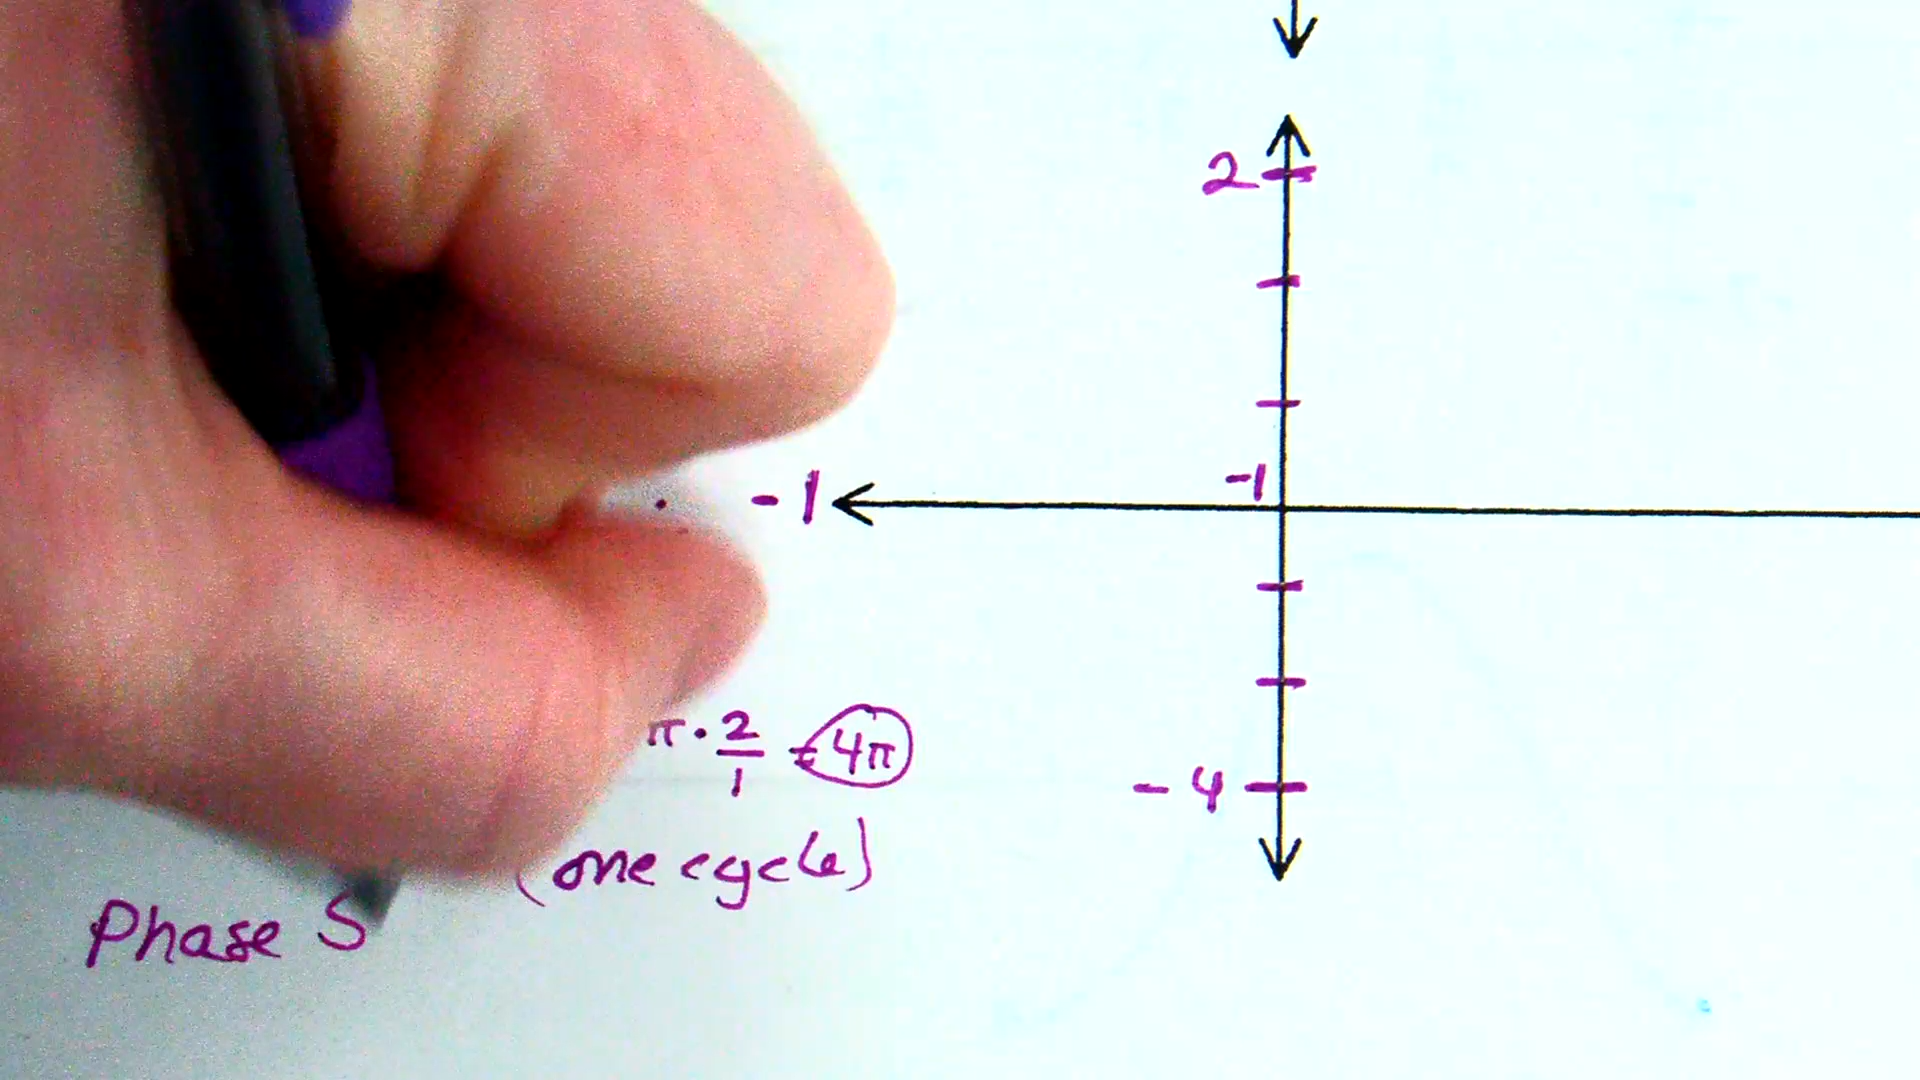 2
-1
-1
π · 2/1 = 4π
-4
(one cycle)
Phase S